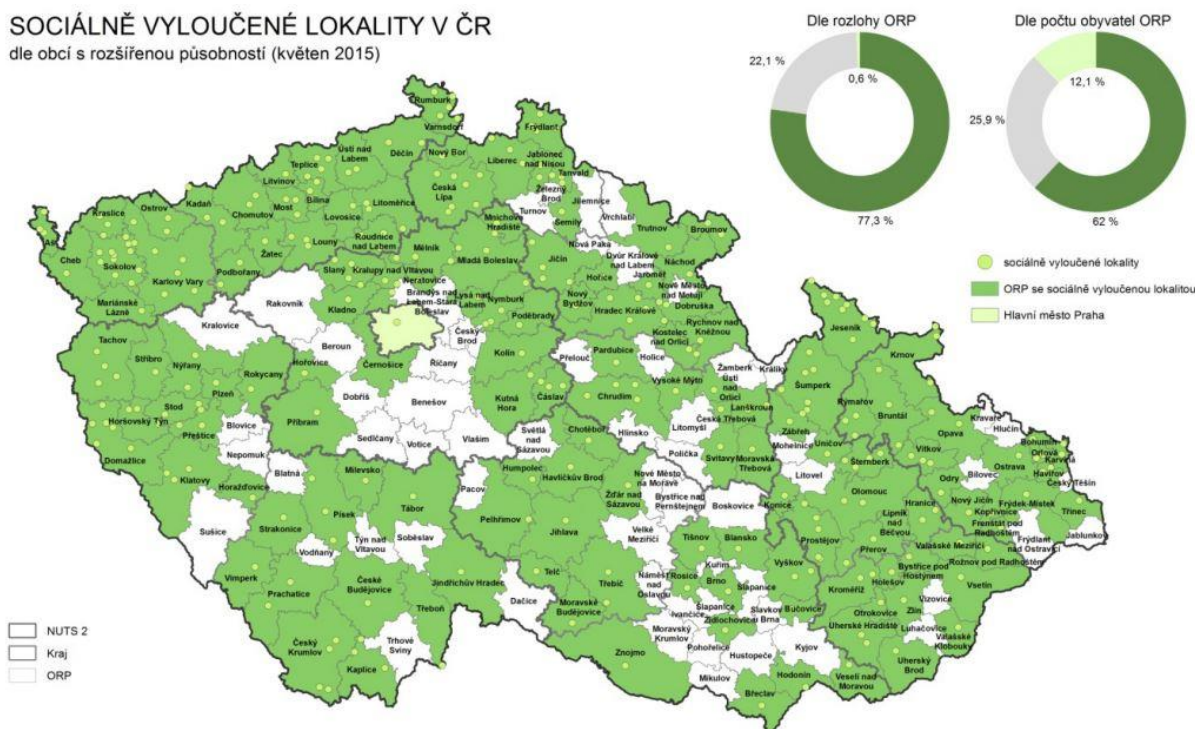 SOCIÁLNĚ VYLOUČENÉ LOKALITY V ČR
dle obcí s rozšířenou působností (květen 2015)
Dle rozlohy ORP
22,1 %
0,6 %
77,3 %
Dle počtu obyvatel ORP
12,1 %
25,9 %
62 %
sociálně vyloučené lokality
ORP se sociálně vyloučenou lokalitou
Hlavní město Praha
Rumburk
Varnsdorf
Frýdlant
Ústí nad
Labem
Děčín
Nový Bor
Liberec
Jablonec
nad Nisou
Tanvald
Teplice
Litvínov
Bílina
Most
Litoměřice
Česká
Lípa
Železný
Brod
Jilemnice
Vrchlabí
Turnov
Semily
Trutnov
Broumov
Kadaň
Chomutov
Lovosice
Roudnice
nad Labem
Mnichovo
Hradiště
Kraslice
Ostrov
Louny
Žatec
Podbořany
Mělník
Mladá Boleslav
Jičín
Nová Paka
Dvůr Králové
nad Labem
Jaroměř
Náchod
Hořice
Nové Město
nad Metují
Dobruška
Aš
Cheb
Sokolov
Karlovy Vary
Mariánské
Lázně
Slaný
Kralupy nad Vltavou
Neratovice
Brandýs nad
Labem-Stará
Boleslav
Lysá nad
Labem
Nymburk
Poděbrady
Nový
Bydžov
Hradec Králové
Rychnov nad
Kněžnou
Kostelec
nad Orlicí
Rakovník
Kladno
Kralovice
Beroun
Hořovice
Černošice
Říčany
Český
Brod
Kolín
Kutná
Hora
Čáslav
Přelouč
Pardubice
Holice
Chrudim
Vysoké Mýto
Žamberk
Ústí
nad
Orlicí
Králíky
Lanškroun
Česká Třebová
Litomyšl
Tachov
Stříbro
Nýřany
Plzeň
Rokycany
Stod
Horšovský Týn
Přeštice
Blovice
Nepomuk
Domažlice
Klatovy
Horažďovice
Sušice
Příbram
Dobříš
Benešov
Sedlčany
Votice
Vlašim
Světlá
nad
Sázavou
Chotěboř
Hlinsko
Polička
Svitavy
Moravská
Třebová
Jeseník
Šumperk
Zábřeh
Mohelnice
Uničov
Litovel
Šternberk
Rýmařov
Krnov
Bruntál
Opava
Vítkov
Kravaře
Hlučín
Bohumín
Orlová
Karviná
Havířov
Český Těšín
Ostrava
Bílovec
Odry
Nový Jičín
Kopřivnice
Frýdek-Místek
Třinec
Frenštát pod
Radhoštěm
Frýdlant
nad Ostravicí
Jablunkov
Blatná
Milevsko
Písek
Tábor
Strakonice
Vodňany
Týn nad
Vltavou
Soběslav
Vimperk
Prachatice
České
Budějovice
Třeboň
Jindřichův Hradec
Dačice
Český
Krumlov
Kaplice
Trhové
Sviny
Pacov
Humpolec
Havlíčkův Brod
Pelhřimov
Jihlava
Žďár nad
Sázavou
Nové Město
na Moravě
Bystřice nad
Pernštejnem
Velké
Meziříčí
Telč
Třebíč
Náměšť
nad
Oslavou
Moravské
Budějovice
Boskovice
Tišnov
Blansko
Kuřim
Rosice
Brno
Šlapanice
Šlapanice
Ivančice
Židlochovice
Slavkov
u Brna
Bučovice
Vyškov
Moravský
Krumlov
Pohořelice
Hustopeče
Kyjov
Znojmo
Mikulov
Břeclav
Hodonín
Veselí nad
Moravou
Konice
Olomouc
Prostějov
Přerov
Lipník
nad
Bečvou
Hranice
Valašské Meziříčí
Rožnov pod Radhoštěm
Bystřice pod
Hostýnem
Holešov
Kroměříž
Vsetín
Vizovice
Zlín
Otrokovice
Uherské Hradiště
Luhačovice
Valašské
Klobouky
Uherský
Brod
NUTS 2
Kraj
ORP